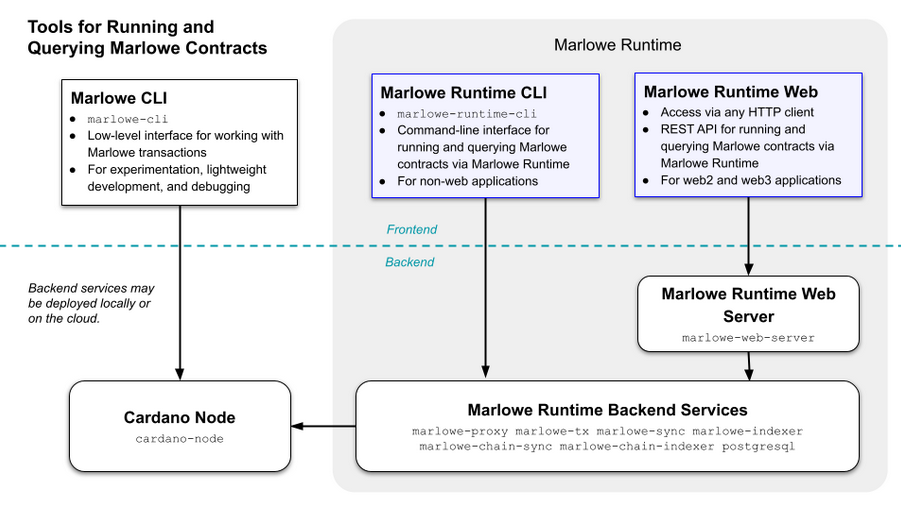 Tools for Running and
Querying Marlowe Contracts
Marlowe Runtime
Marlowe CLI
● marlowe-cli
● Low-level interface for working with
Marlowe transactions
● For experimentation, lightweight
development, and debugging
Marlowe Runtime CLI
● marlowe-runtime-cli
● Command-line interface for
running and querying Marlowe
contracts via Marlowe Runtime
● For non-web applications
Marlowe Runtime Web
● Access via any HTTP client
● REST API for running and
querying Marlowe contracts via
Marlowe Runtime
● For web2 and web3 applications
Frontend
Backend
Backend services may
be deployed locally or
on the cloud.
Marlowe Runtime Web
Server
marlowe-web-server
Cardano Node
cardano-node
Marlowe Runtime Backend Services
marlowe-proxy marlowe-tx marlowe-sync marlowe-indexer
marlowe-chain-sync marlowe-chain-indexer postgresql